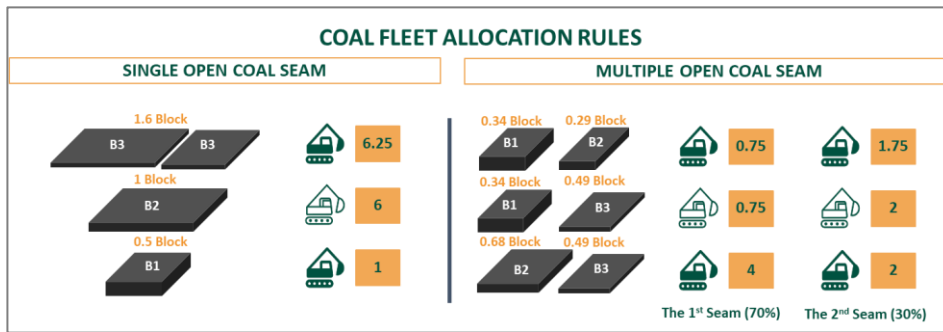 COAL FLEET ALLOCATION RULES
SINGLE OPEN COAL SEAM
1.6 Block
B3
B3
6.25
1 Block
B2
6
0.5 Block
B1
1
MULTIPLE OPEN COAL SEAM
0.34 Block
0.29 Block
B1
B2
0.75
1.75
0.34 Block
0.49 Block
B1
B3
0.75
2
0.68 Block
0.49 Block
B2
B3
4
2
The 1st Seam (70%)
The 2nd Seam (30%)